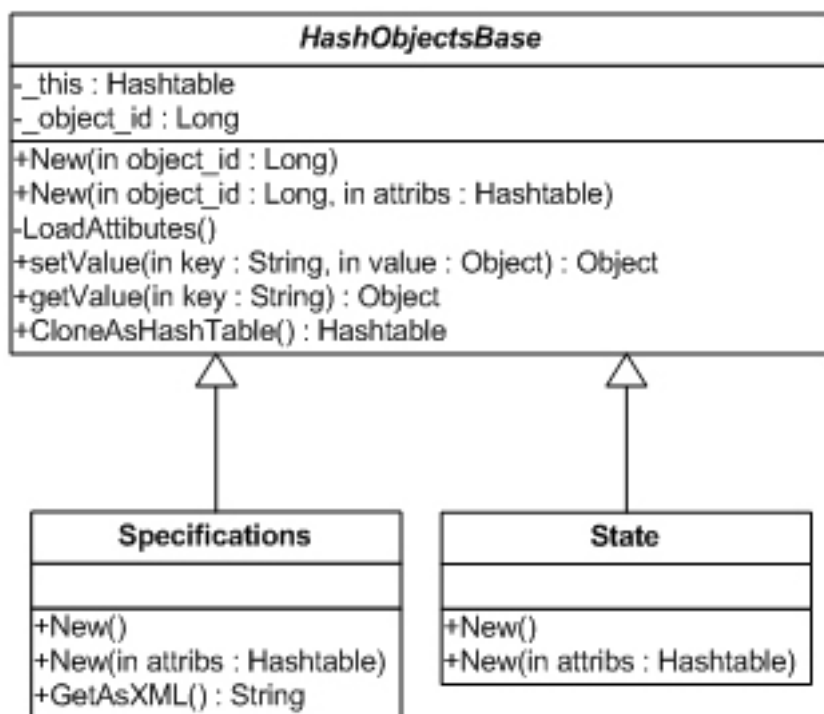 HashObjectsBase
-_this : Hashtable
-_object_id : Long
+New(in object_id : Long)
+New(in object_id : Long, in attribs : Hashtable)
-LoadAttibutes()
+setValue(in key : String, in value : Object) : Object
+getValue(in key : String) : Object
+CloneAsHashTable() : Hashtable
Specifications
+New()
+New(in attribs : Hashtable)
+GetAsXML() : String
State
+New()
+New(in attribs : Hashtable)